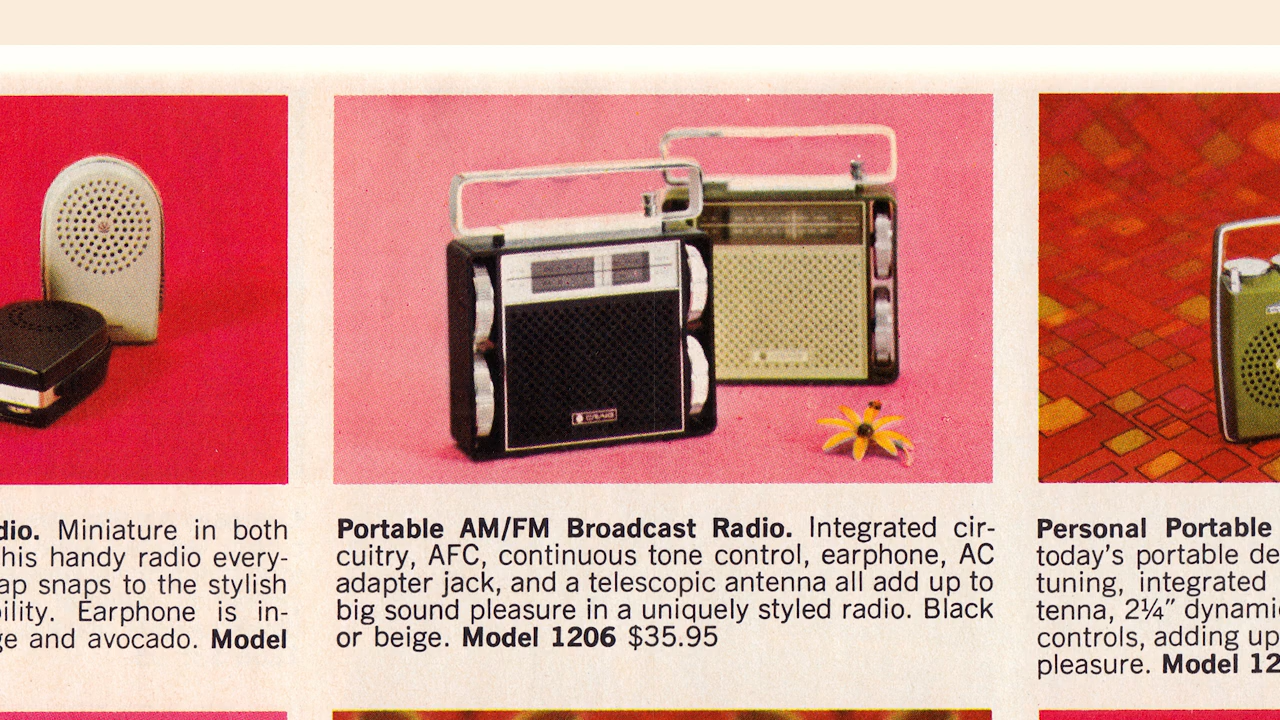 CRAIG
dio. Miniature in both
his handy radio every-
ap snaps to the stylish
bility. Earphone is in-
ge and avocado. Model
Portable AM/FM Broadcast Radio. Integrated cir-
cuitry, AFC, continuous tone control, earphone, AC
adapter jack, and a telescopic antenna all add up to
big sound pleasure in a uniquely styled radio. Black
or beige. Model 1206 $35.95
Personal Portable
today's portable de
tuning, integrated
tenna, 2¼" dynamic
controls, adding up
pleasure. Model 12